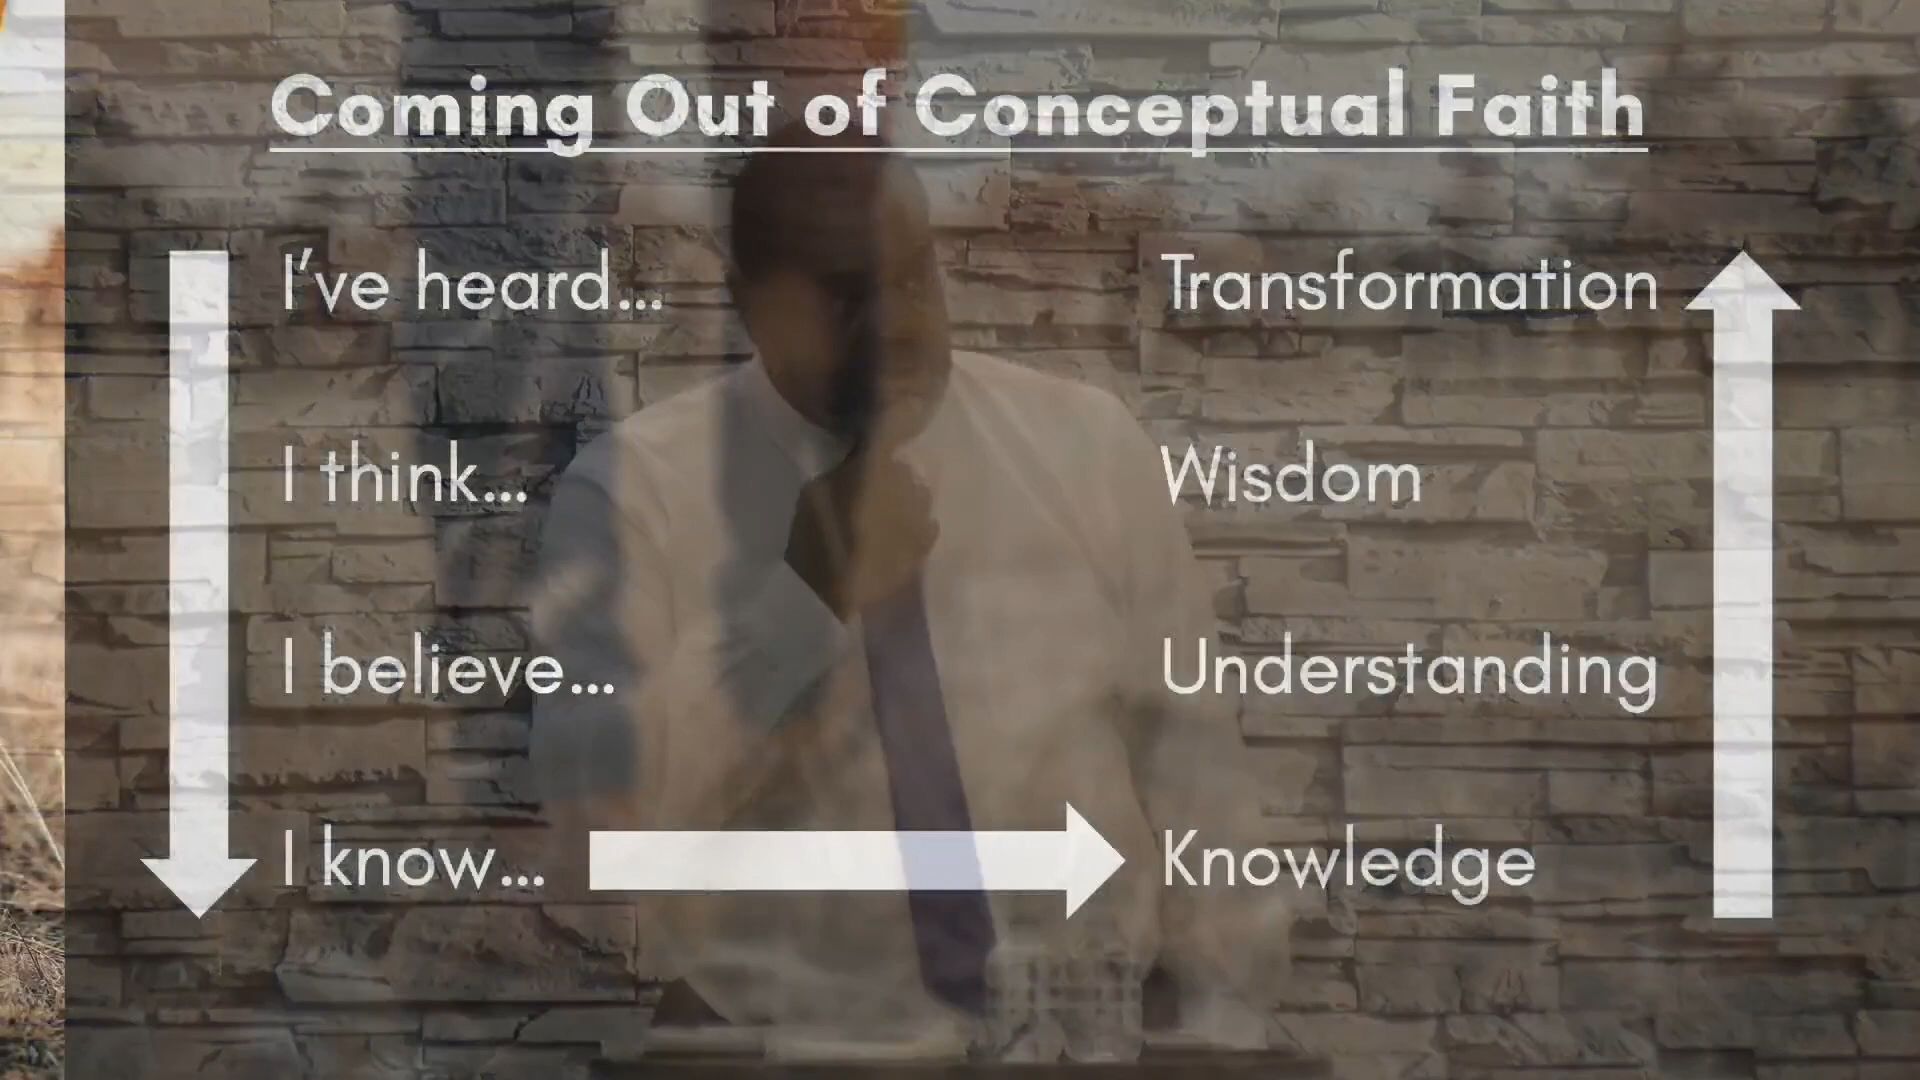 Coming Out of Conceptual Faith
I've heard...
I think...
I believe...
I know...
Transformation
Wisdom
Understanding
Knowledge